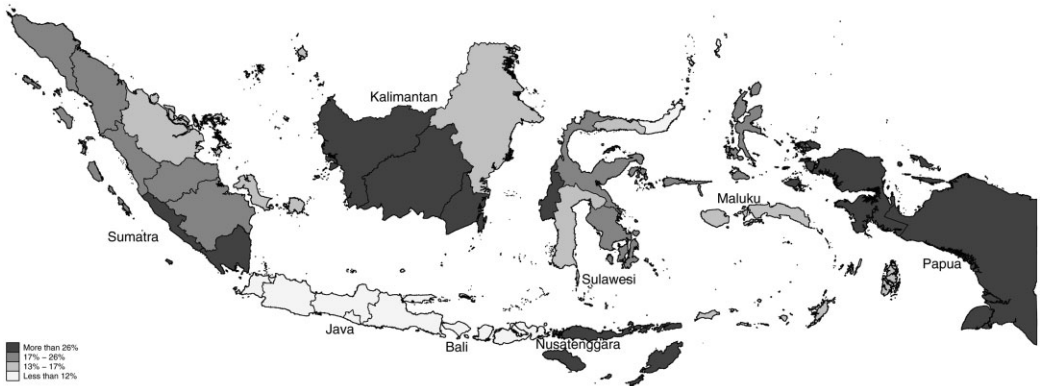 Kalimantan
Maluku
Sumatra
Papua
Sulawesi
Java
Bali
Nusatenggara
More than 26%
17% – 26%
13% – 17%
Less than 12%